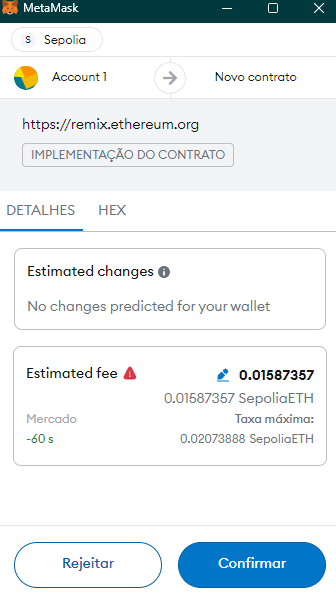 MetaMask
S Sepolia
Account 1
Novo contrato
https://remix.ethereum.org
IMPLEMENTAÇÃO DO CONTRATO
DETALHES HEX
Estimated changes
No changes predicted for your wallet
Estimated fee 0.01587357
0.01587357 SepoliaETH
Mercado Taxa máxima:
-60 s 0.02073888 SepoliaETH
Rejeitar Confirmar